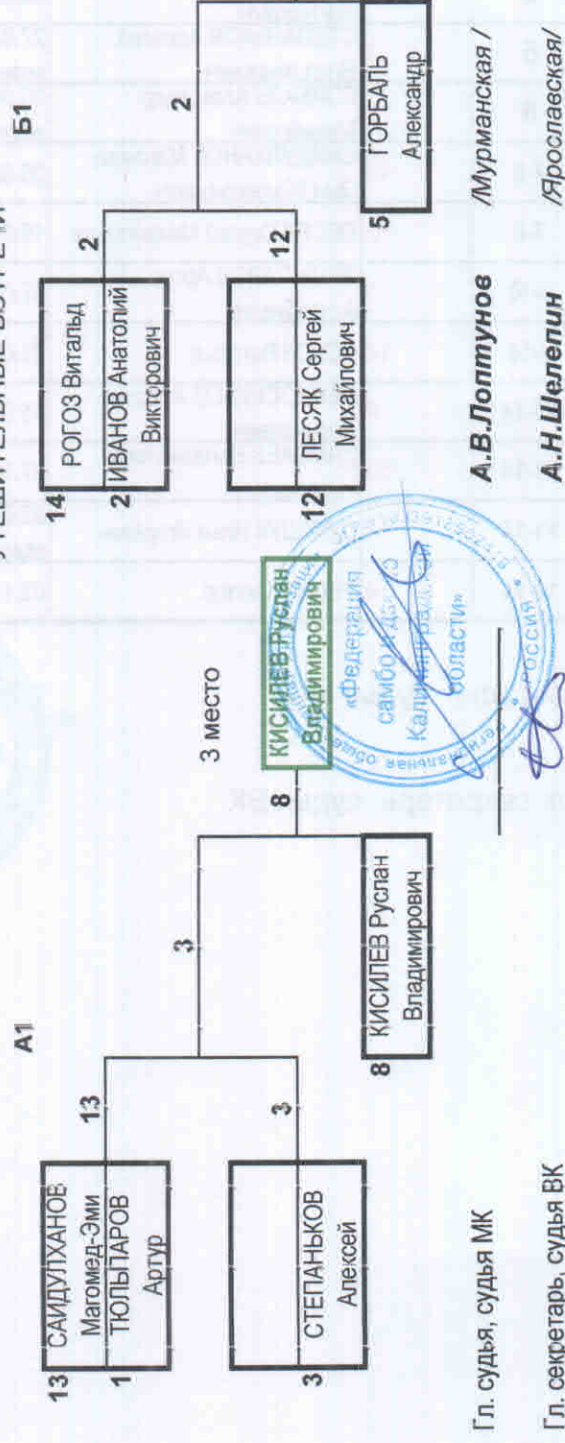 А1
Б1
13
САИДУЛХАНОВ
Магомед-Эми
1
ТЮЛЬПАРОВ
Артур
13
3
СТЕПАНЬКОВ
Алексей
3
3
8
КИСИЛЕВ Руслан
Владимирович
8
3 место
КИСИЛЕВ Руслан
Владимирович
14
РОГОЗ Витальд
2
ИВАНОВ Анатолий
Викторович
2
12
ЛЕСЯК Сергей
Михайлович
12
2
5
ГОРБАЛЬ
Александр
«Федерация
самбо и дзюдо
Калининградской
области»
РОССИЯ
Гл. судья, судья МК
А.В.Лоптунов
/Мурманская /
Гл. секретарь, судья ВК
А.Н.Шелепин
/Ярославская/